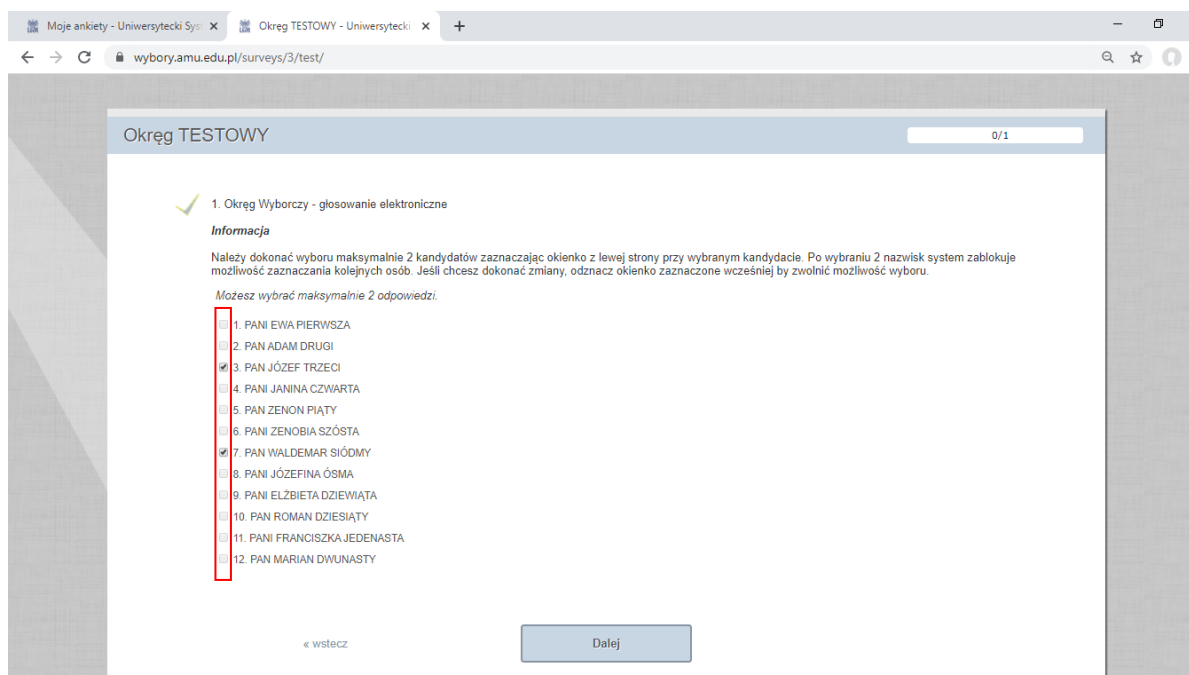 Moje ankiety - Uniwersytecki Sys
Okręg TESTOWY - Uniwersytecki
wybory.amu.edu.pl/surveys/3/test/
Okręg TESTOWY
0/1
1. Okręg Wyborczy - głosowanie elektroniczne
Informacja
Należy dokonać wyboru maksymalnie 2 kandydatów zaznaczając okienko z lewej strony przy wybranym kandydacie. Po wybraniu 2 nazwisk system zablokuje
możliwość zaznaczania kolejnych osób. Jeśli chcesz dokonać zmiany, odznacz okienko zaznaczone wcześniej by zwolnić możliwość wyboru.
Możesz wybrać maksymalnie 2 odpowiedzi.
1. PANI EWA PIERWSZA
2. PAN ADAM DRUGI
3. PAN JÓZEF TRZECI
4. PANI JANINA CZWARTA
5. PAN ZENON PIĄTY
6. PANI ZENOBIA SZÓSTA
7. PAN WALDEMAR SIÓDMY
8. PANI JÓZEFINA ÓSMA
9. PANI ELŻBIETA DZIEWIĄTA
10. PAN ROMAN DZIESIĄTY
11. PANI FRANCISZKA JEDENASTA
12. PAN MARIAN DWUNASTY
« wstecz
Dalej